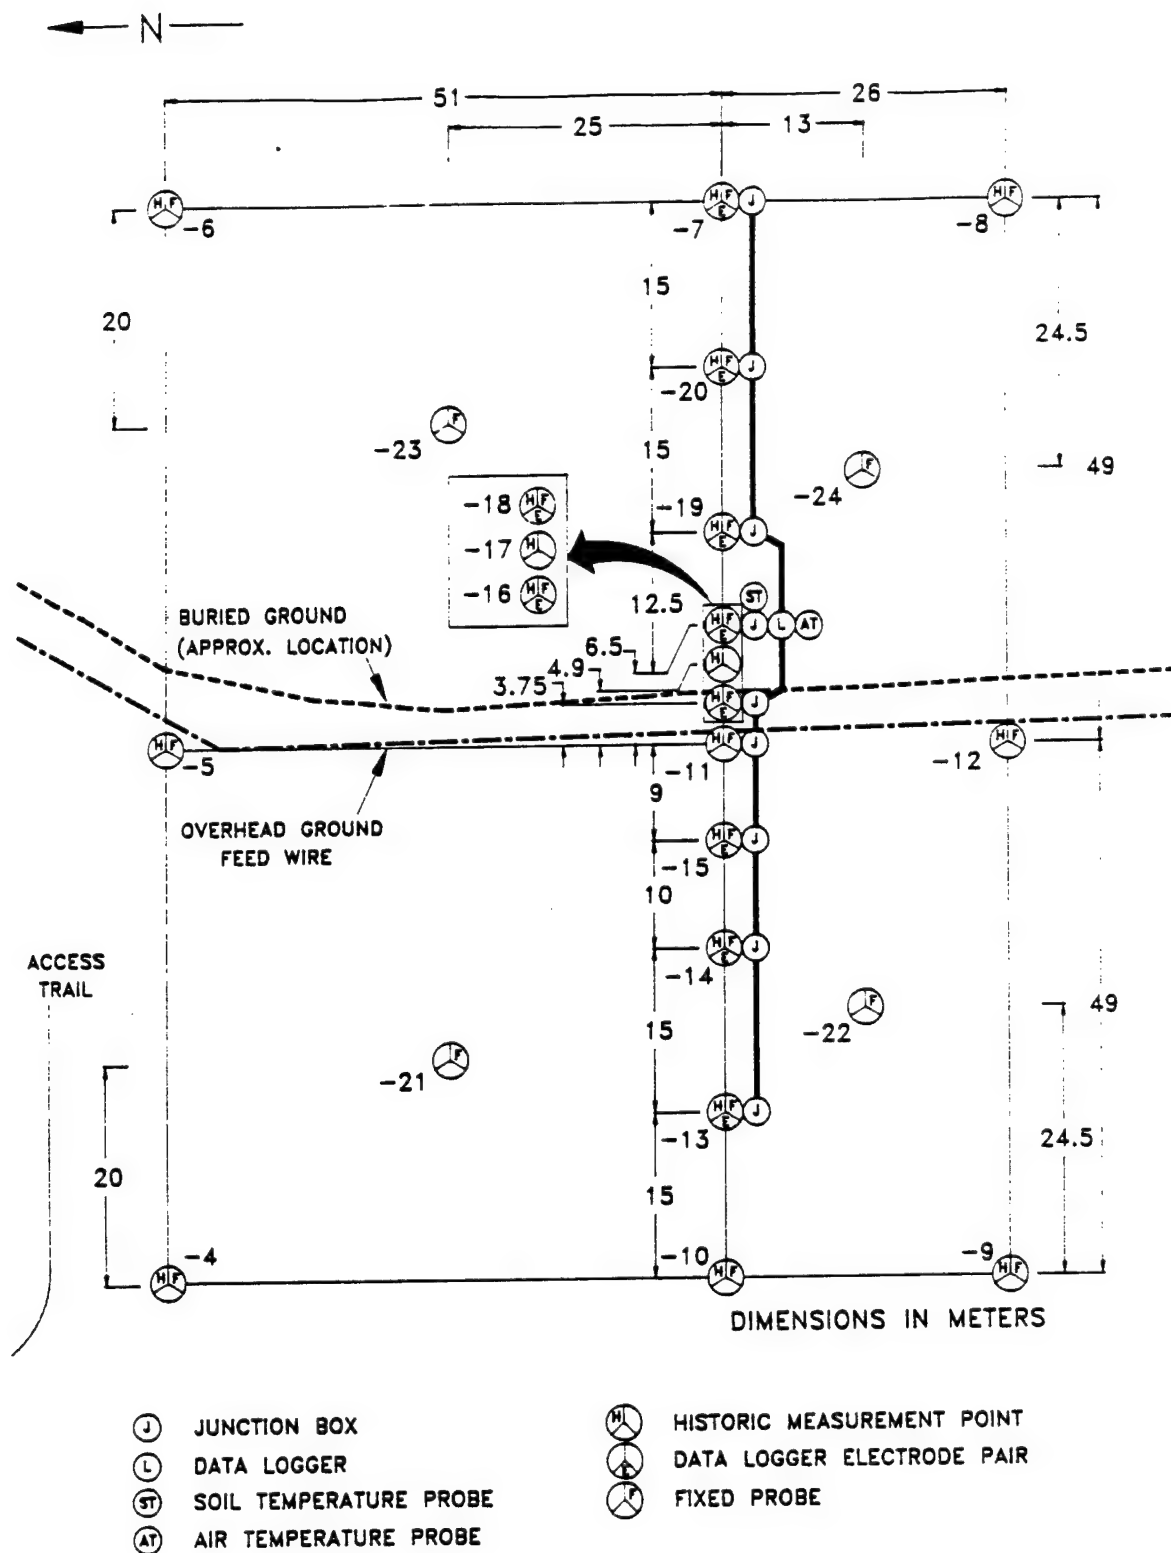 N
51
26
25
13
H F
-6
H F E
-7
J
H F
-8
15
20
24.5
H F E
-20
J
F
-23
15
F
-24
49
-18 H F E
-17 H
-16 H F E
-19
H F E
J
ST
12.5
H F E
J
L
AT
BURIED GROUND
(APPROX. LOCATION)
6.5
4.9
H
3.75
H F E
J
H F
-5
-11
H F E
J
-12
H F
9
OVERHEAD GROUND
FEED WIRE
H F E
J
-15
10
ACCESS
TRAIL
H F E
J
-14
F
-22
49
15
F
-21
H F E
J
-13
24.5
20
15
-4
H F
-10
H F
-9
H F
DIMENSIONS IN METERS
J JUNCTION BOX
L DATA LOGGER
ST SOIL TEMPERATURE PROBE
AT AIR TEMPERATURE PROBE
H HISTORIC MEASUREMENT POINT
E DATA LOGGER ELECTRODE PAIR
F FIXED PROBE